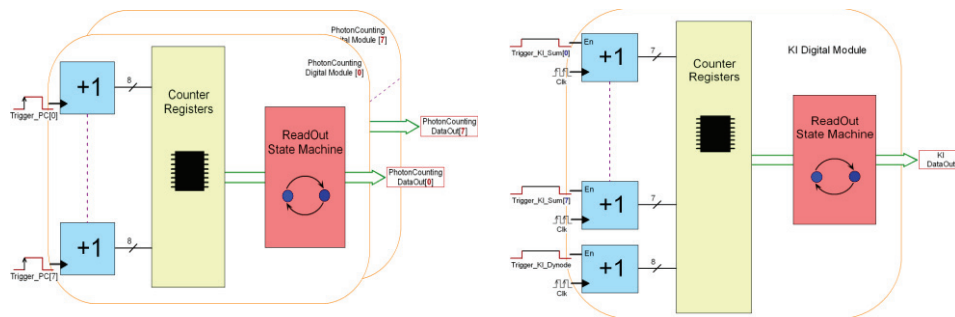 PhotonCounting
Digital Module [7]
PhotonCounting
Digital Module [0]
+1
8
Trigger_PC[0]
Counter
Registers
ReadOut
State Machine
PhotonCounting
DataOut[7]
PhotonCounting
DataOut[0]
+1
8
Trigger_PC[7]
KI Digital Module
Trigger_KI_Sum[0]
En
+1
7
Clk
Counter
Registers
ReadOut
State Machine
KI
DataOut
Trigger_KI_Sum[7]
En
+1
7
Clk
Trigger_KI_Dynode
En
+1
8
Clk